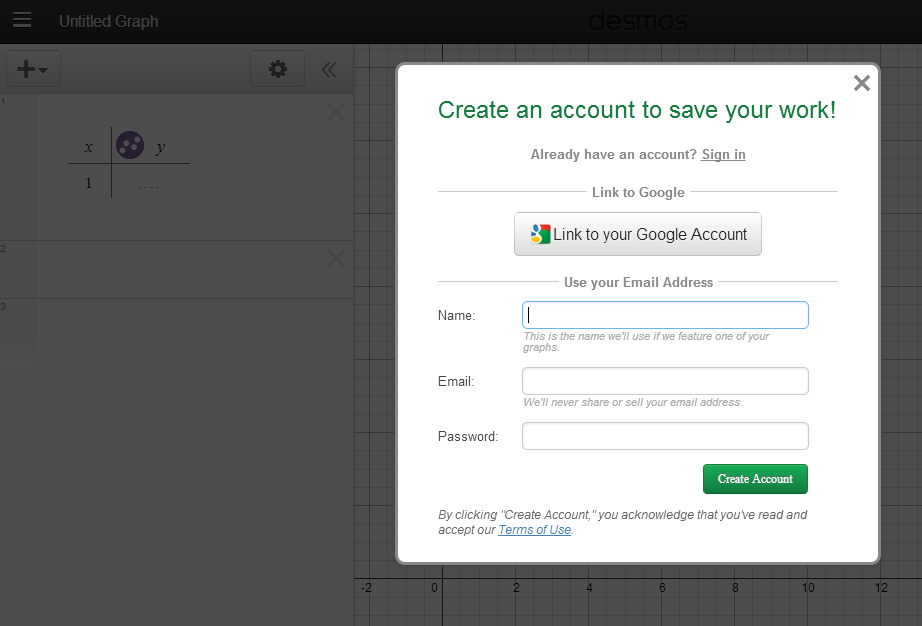 Untitled Graph
desmos
1
x y
1 .....
2
3
Create an account to save your work!
Already have an account? Sign in
Link to Google
Link to your Google Account
Use your Email Address
Name:
This is the name we'll use if we feature one of your
graphs.
Email:
We'll never share or sell your email address.
Password:
Create Account
By clicking "Create Account," you acknowledge that you've read and
accept our Terms of Use.
-2 0 2 4 6 8 10 12